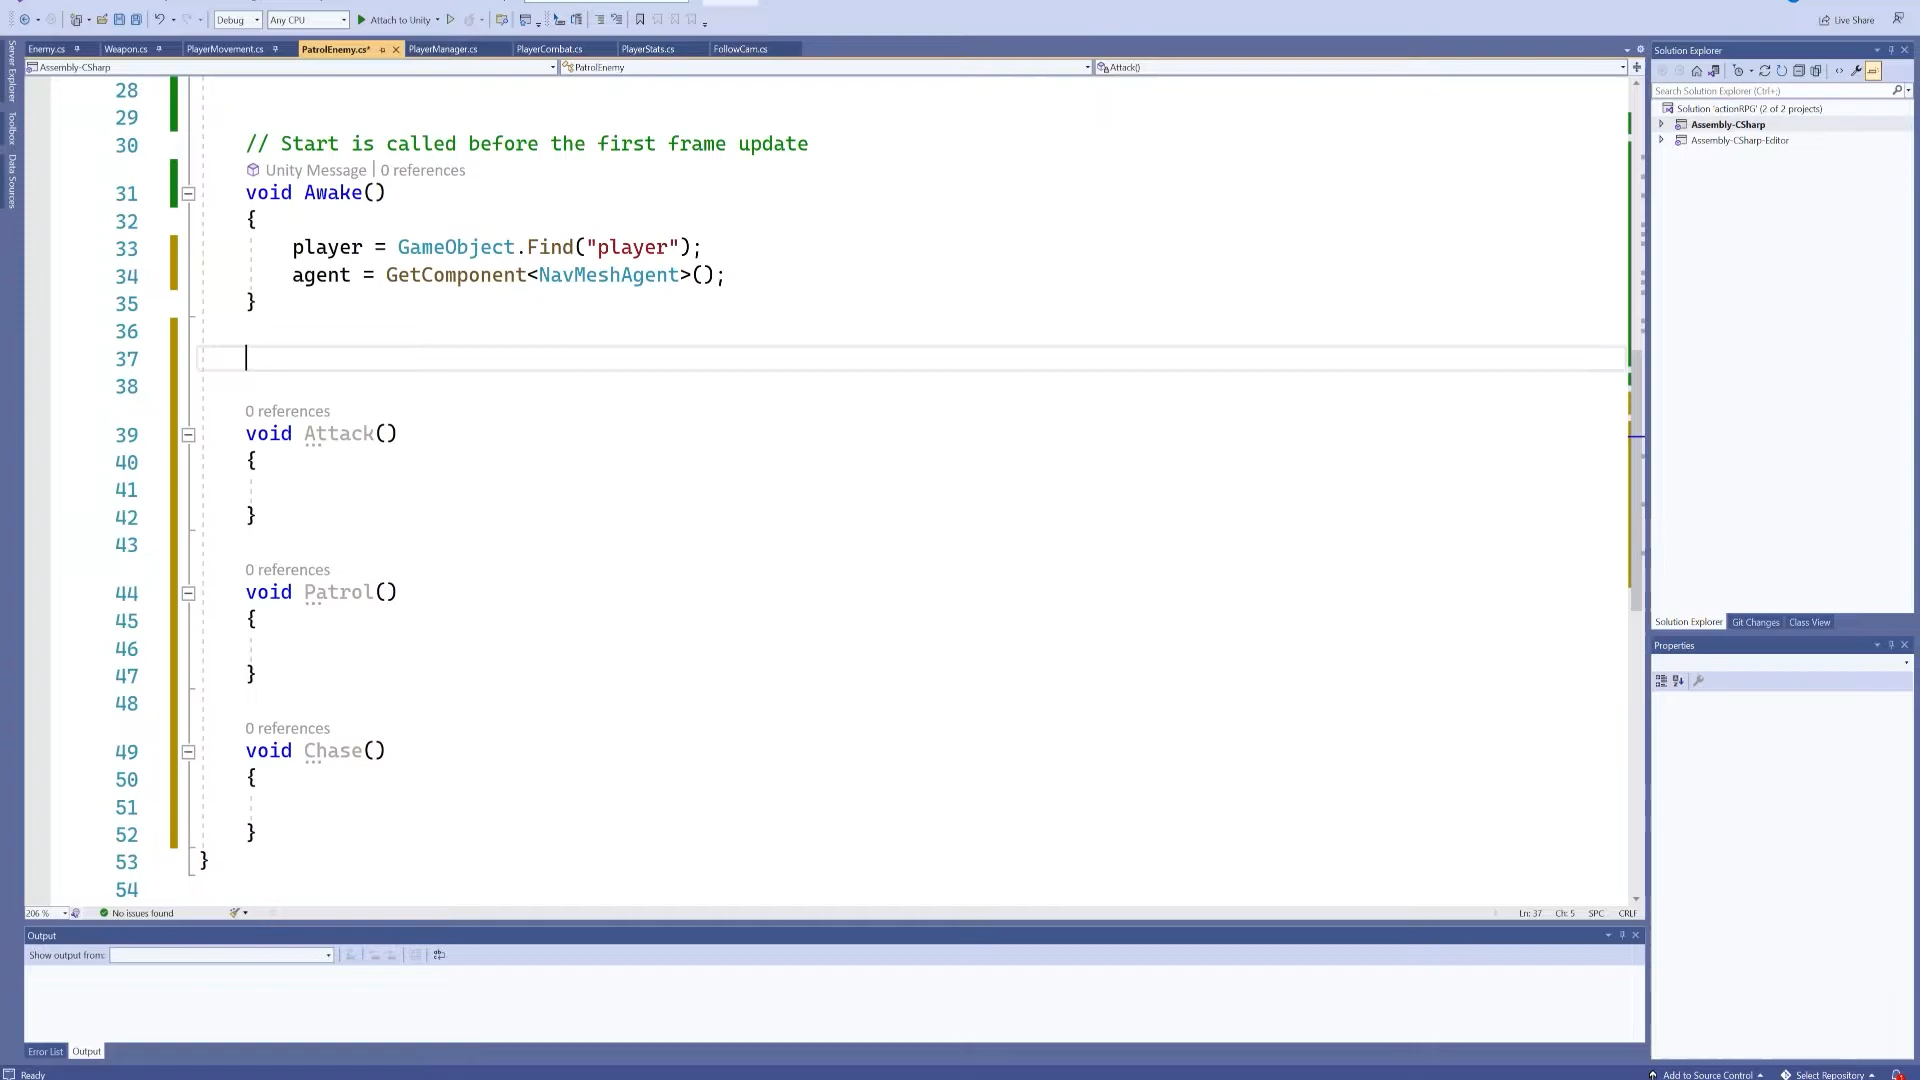 Debug
Any CPU
Attach to Unity
Live Share
Enemy.cs
Weapon.cs
PlayerMovement.cs
PatrolEnemy.cs*
PlayerManager.cs
PlayerCombat.cs
PlayerStats.cs
FollowCam.cs
Assembly-CSharp
PatrolEnemy
Attack()
Server Explorer
Toolbox
Data Sources
28
29
30 // Start is called before the first frame update
Unity Message | 0 references
31 void Awake()
32 {
33 player = GameObject.Find("player");
34 agent = GetComponent<NavMeshAgent>();
35 }
36
37
38
0 references
39 void Attack()
40 {
41
42 }
43
0 references
44 void Patrol()
45 {
46
47 }
48
0 references
49 void Chase()
50 {
51
52 }
53 }
54
206 %
No issues found
Ln: 37 Ch: 5 SPC CRLF
Output
Show output from:
Error List
Output
Ready
Solution Explorer
Search Solution Explorer (Ctrl+;)
Solution 'actionRPG' (2 of 2 projects)
Assembly-CSharp
Assembly-CSharp-Editor
Solution Explorer
Git Changes
Class View
Properties
Add to Source Control
Select Repository